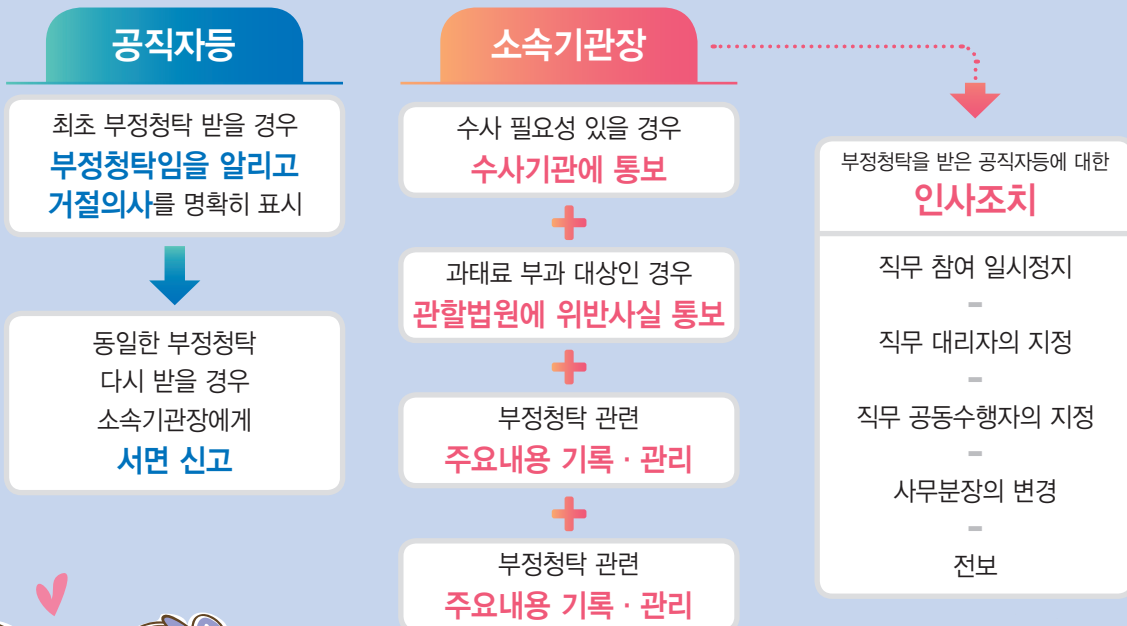 공직자등
최초 부정청탁 받을 경우
부정청탁임을 알리고
거절의사를 명확히 표시
동일한 부정청탁
다시 받을 경우
소속기관장에게
서면 신고
소속기관장
수사 필요성 있을 경우
수사기관에 통보
과태료 부과 대상인 경우
관할법원에 위반사실 통보
부정청탁 관련
주요내용 기록 · 관리
부정청탁 관련
주요내용 기록 · 관리
부정청탁을 받은 공직자등에 대한
인사조치
직무 참여 일시정지
직무 대리자의 지정
직무 공동수행자의 지정
사무분장의 변경
전보